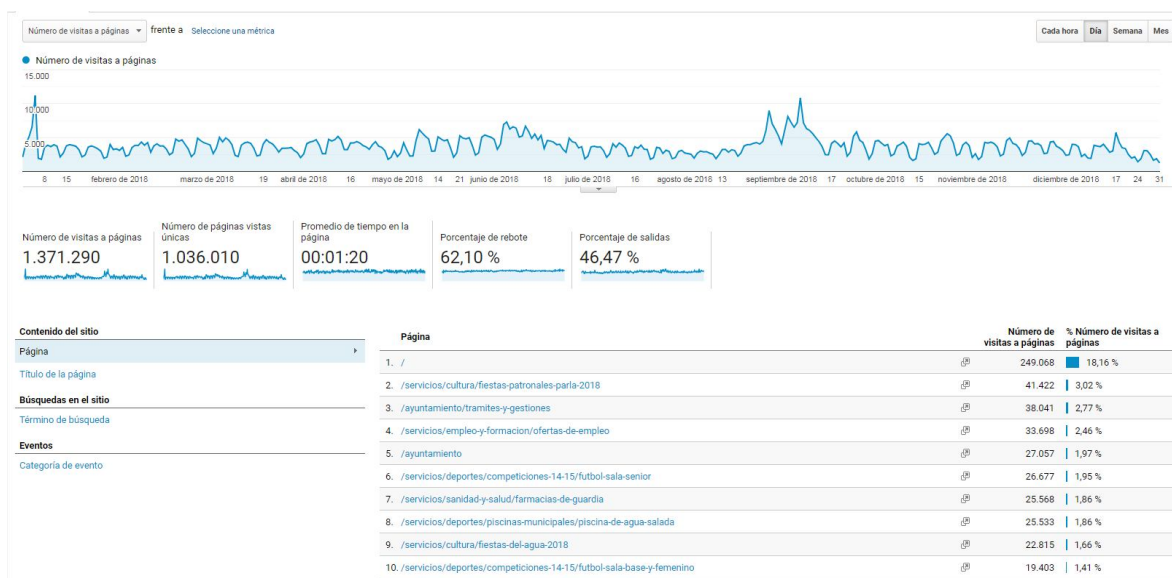 Número de visitas a páginas frente a Seleccione una métrica
Cada hora Día Semana Mes
Número de visitas a páginas
15.000
10.000
5.000
8 15 febrero de 2018 marzo de 2018 19 abril de 2018 16 mayo de 2018 14 21 junio de 2018 18 julio de 2018 16 agosto de 2018 13 septiembre de 2018 17 octubre de 2018 15 noviembre de 2018 diciembre de 2018 17 24 31
Número de visitas a páginas
1.371.290
Número de páginas vistas
únicas
1.036.010
Promedio de tiempo en la
página
00:01:20
Porcentaje de rebote
62,10 %
Porcentaje de salidas
46,47 %
Contenido del sitio
Página
Título de la página
Búsquedas en el sitio
Término de búsqueda
Eventos
Categoría de evento
Página
Número de
visitas a páginas
% Número de visitas a
páginas
1. / 249.068 18,16 %
2. /servicios/cultura/fiestas-patronales-parla-2018 41.422 3,02 %
3. /ayuntamiento/tramites-y-gestiones 38.041 2,77 %
4. /servicios/empleo-y-formacion/ofertas-de-empleo 33.698 2,46 %
5. /ayuntamiento 27.057 1,97 %
6. /servicios/deportes/competiciones-14-15/futbol-sala-senior 26.677 1,95 %
7. /servicios/sanidad-y-salud/farmacias-de-guardia 25.568 1,86 %
8. /servicios/deportes/piscinas-municipales/piscina-de-agua-salada 25.533 1,86 %
9. /servicios/cultura/fiestas-del-agua-2018 22.815 1,66 %
10. /servicios/deportes/competiciones-14-15/futbol-sala-base-y-femenino 19.403 1,41 %